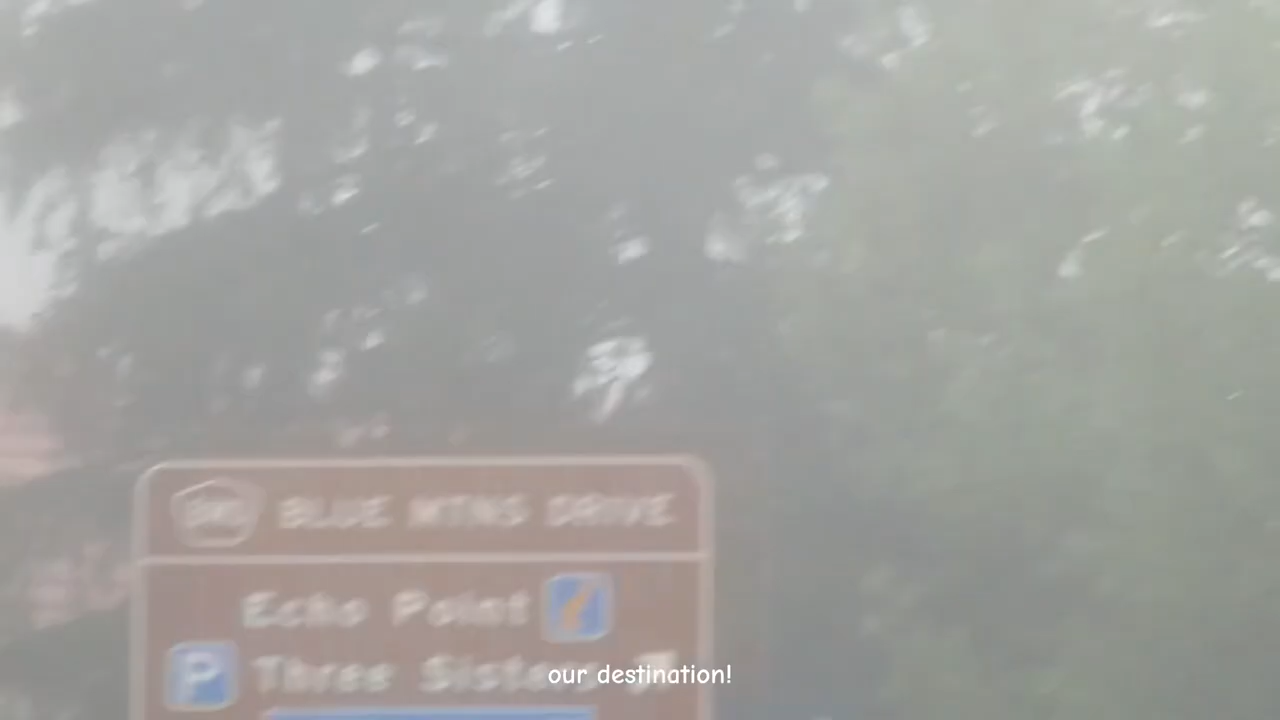 BLUE MTNS DRIVE
Echo Point
P Three Sisters
our destination!